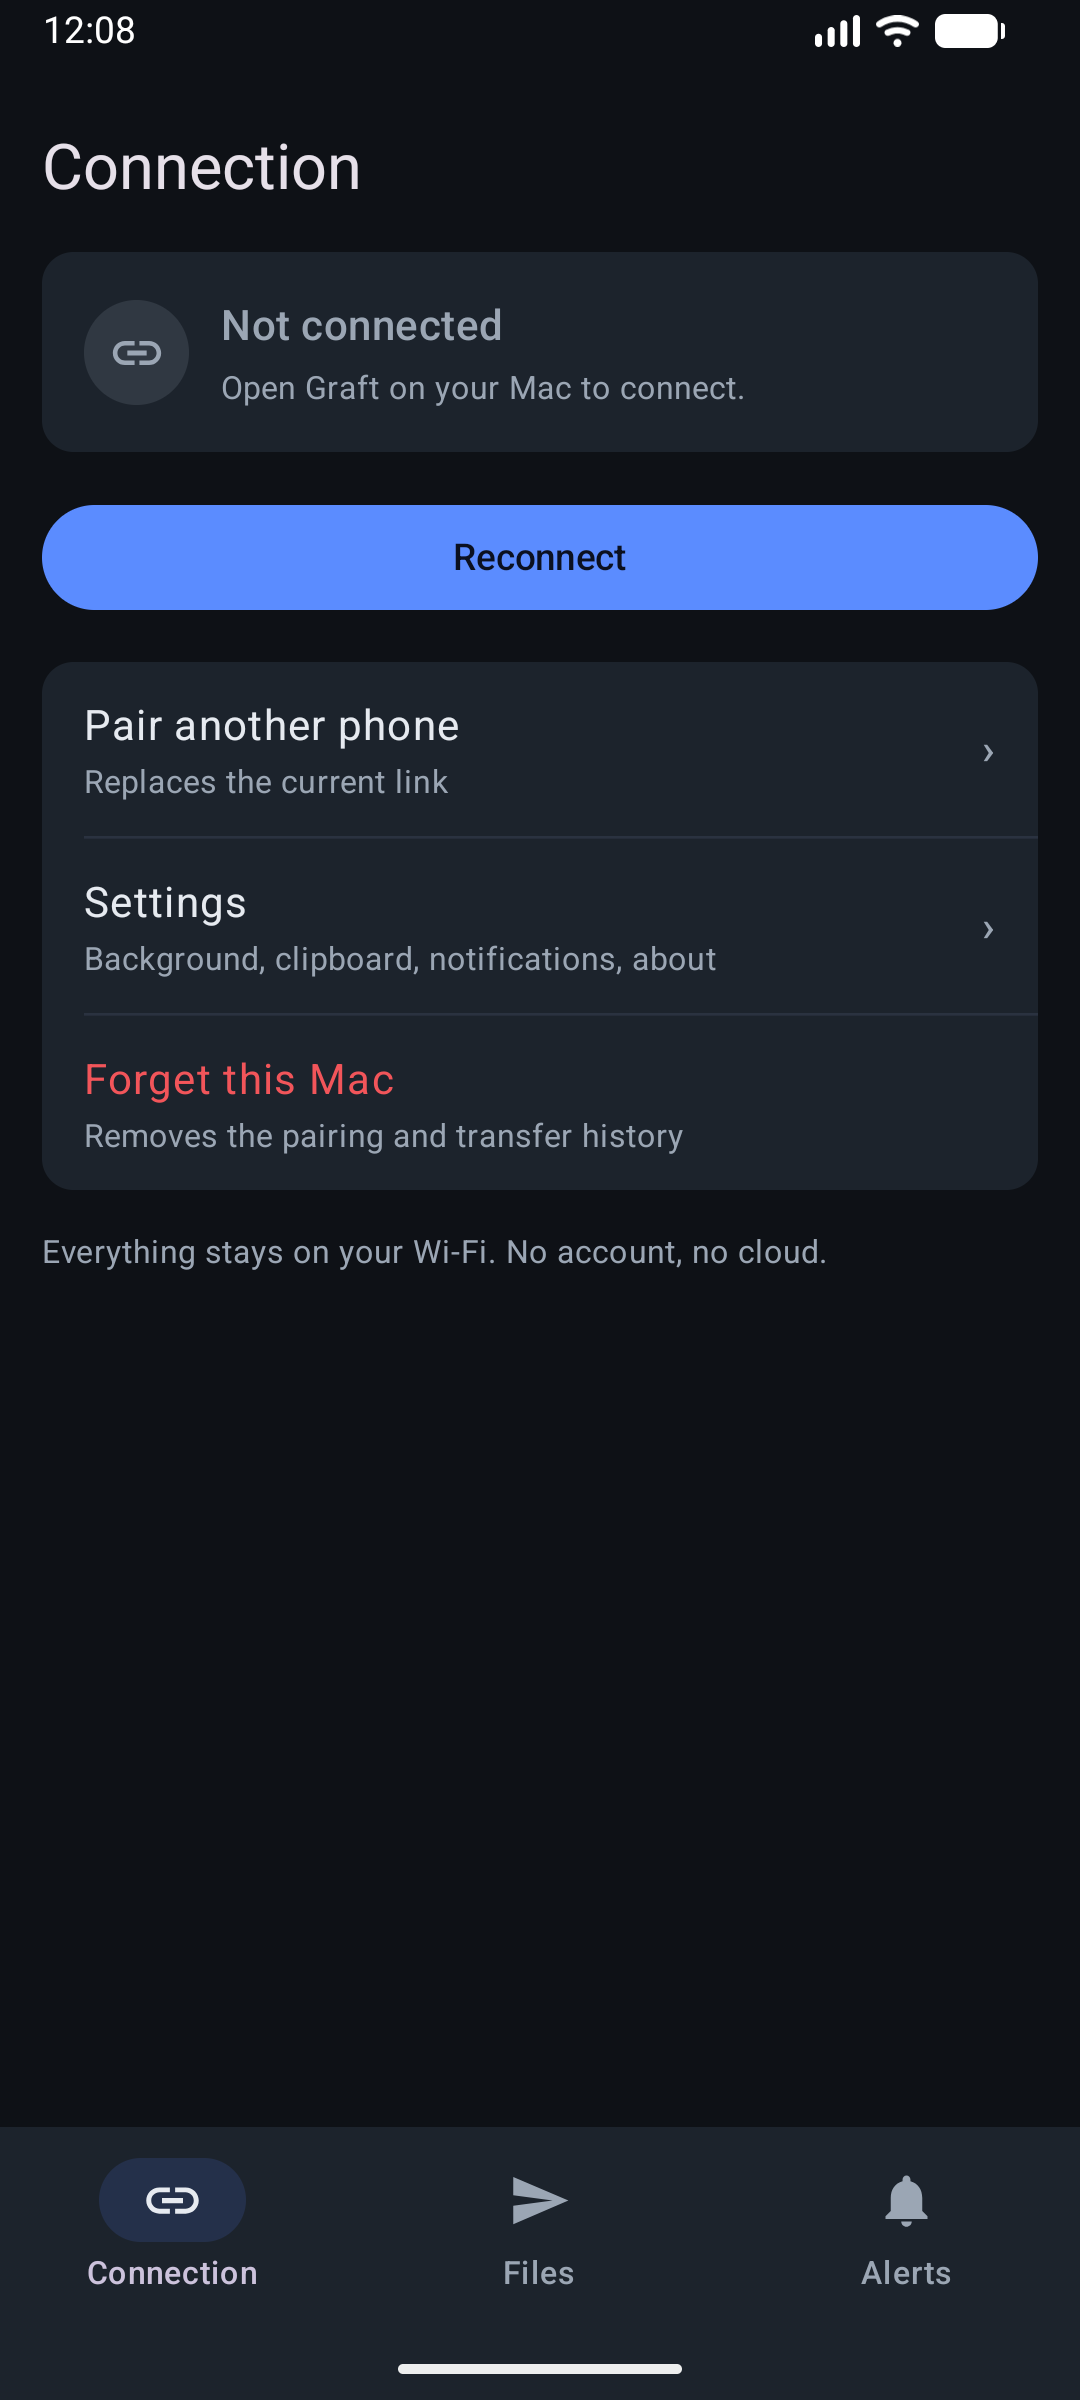 12:08
Connection
Not connected
Open Graft on your Mac to connect.
Reconnect
Pair another phone
Replaces the current link
Settings
Background, clipboard, notifications, about
Forget this Mac
Removes the pairing and transfer history
Everything stays on your Wi-Fi. No account, no cloud.
Connection
Files
Alerts